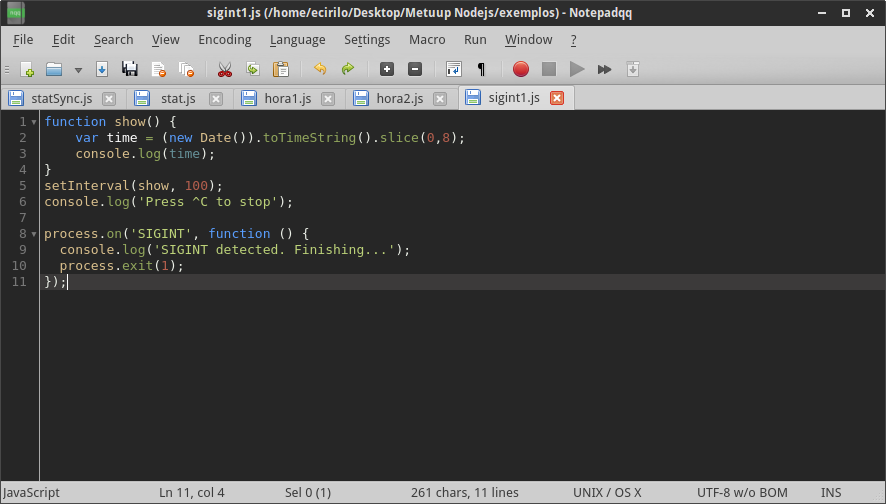 sigint1.js (/home/ecirilo/Desktop/Metuup Nodejs/exemplos) - Notepadqq
File Edit Search View Encoding Language Settings Macro Run Window ?
statSync.js stat.js hora1.js hora2.js sigint1.js
1 function show() {
2     var time = (new Date()).toTimeString().slice(0,8);
3     console.log(time);
4 }
5 setInterval(show, 100);
6 console.log('Press ^C to stop');
7
8 process.on('SIGINT', function () {
9   console.log('SIGINT detected. Finishing...');
10   process.exit(1);
11 });
JavaScript Ln 11, col 4 Sel 0 (1) 261 chars, 11 lines UNIX / OS X UTF-8 w/o BOM INS